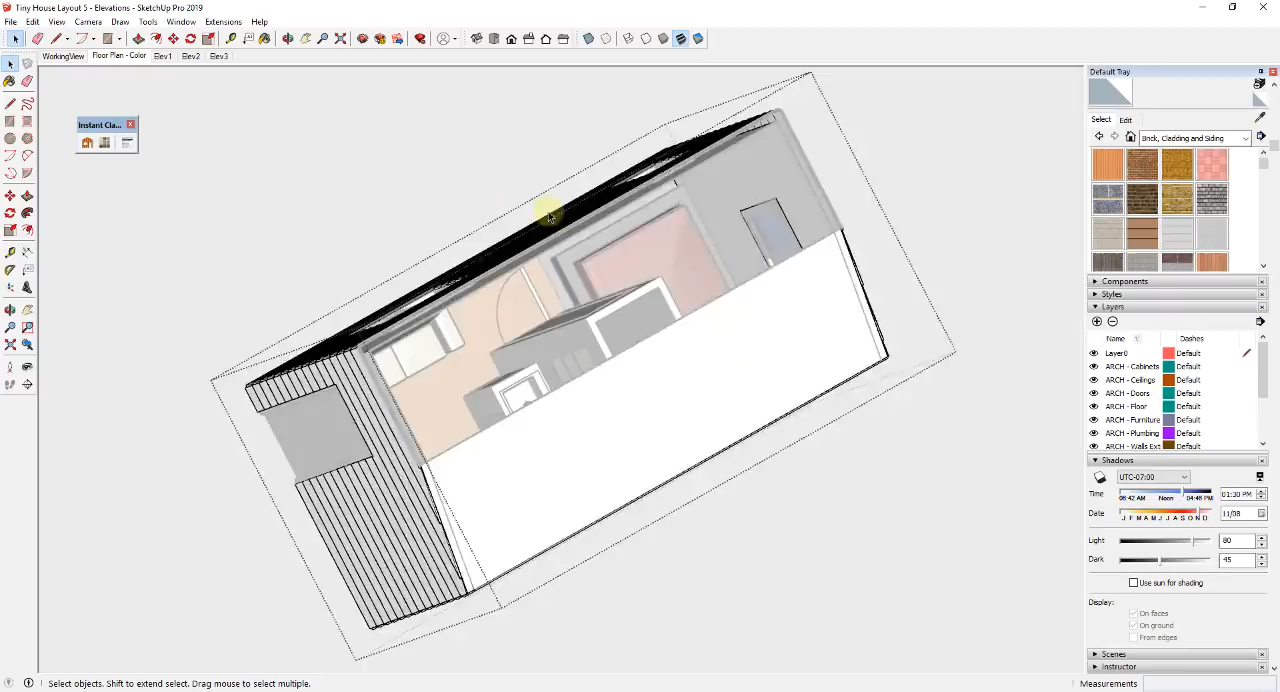 Tiny House Layout 5 - Elevations - SketchUp Pro 2019
File Edit View Camera Draw Tools Window Extensions Help
WorkingView Floor Plan - Color Elev1 Elev2 Elev3
Default Tray
Instant Cla...
Select Edit
Brick, Cladding and Siding
Components
Styles
Layers
Name Dashes
Layer0 Default
ARCH - Cabinets Default
ARCH - Ceilings Default
ARCH - Doors Default
ARCH - Floor Default
ARCH - Furniture Default
ARCH - Plumbing Default
ARCH - Walls Ext Default
Shadows
UTC-07:00
Time 06:42 AM Noon 04:46 PM 01:30 PM
Date J F M A M J J A S O N D 11/08
Light 80
Dark 45
Use sun for shading
Display:
On faces
On ground
From edges
Scenes
Instructor
Select objects. Shift to extend select. Drag mouse to select multiple.
Measurements